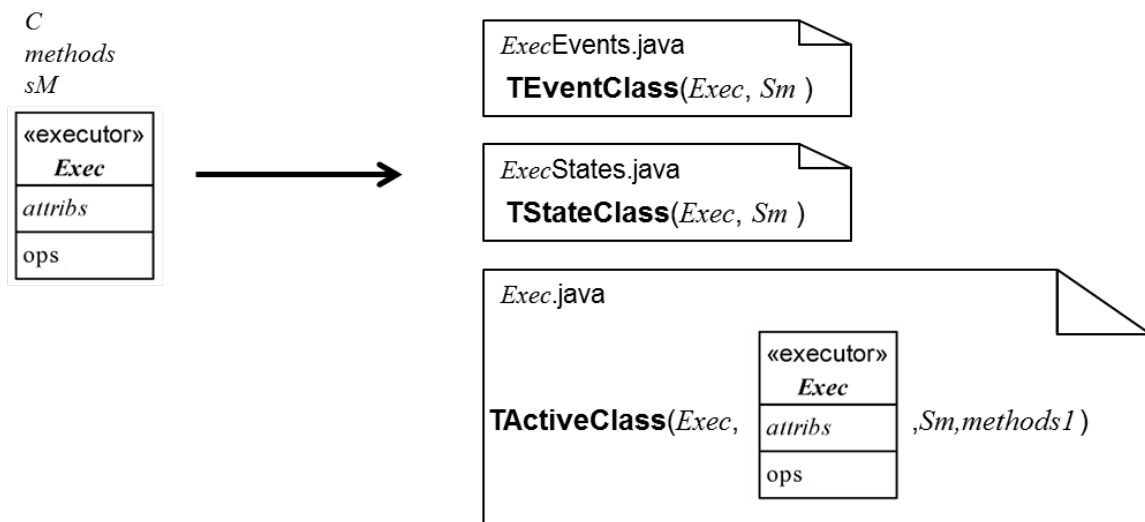 C
methods
sM
«executor»
Exec
attribs
ops
ExecEvents.java
TEventClass(Exec, Sm )
ExecStates.java
TStateClass(Exec, Sm )
Exec.java
TActiveClass(Exec,
«executor»
Exec
attribs
ops
,Sm,methods1)